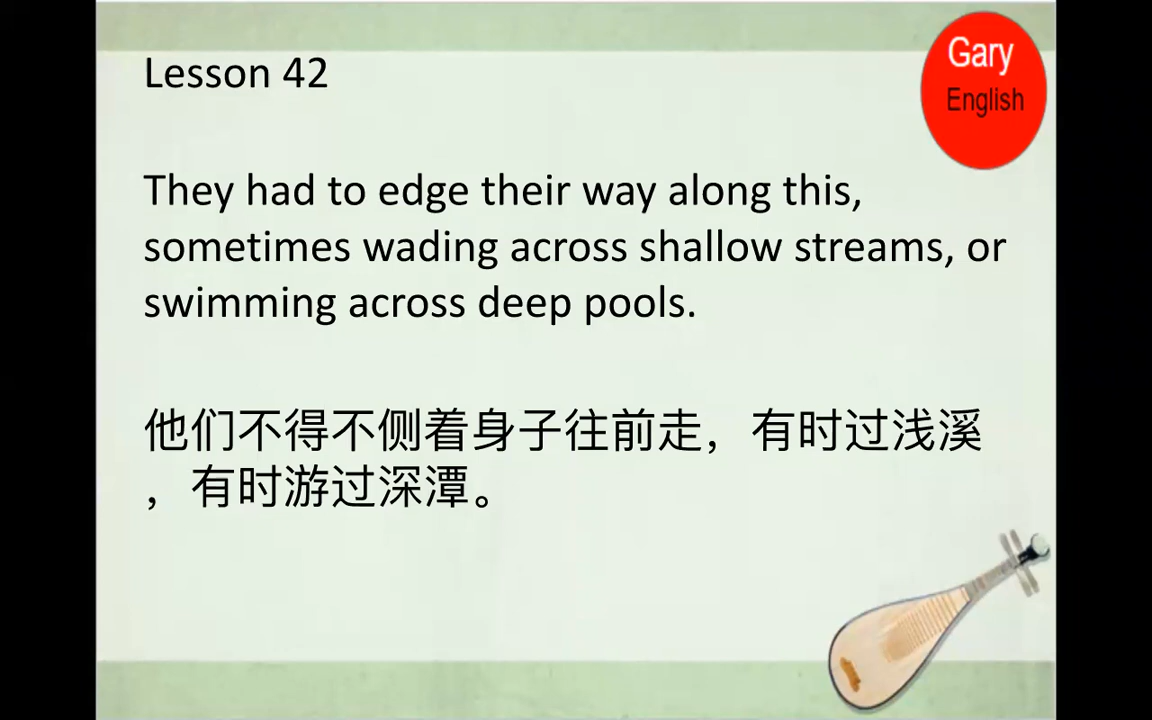 Lesson 42
Gary
English
They had to edge their way along this,
sometimes wading across shallow streams, or
swimming across deep pools.
他们不得不侧着身子往前走，有时过浅溪
，有时游过深潭。